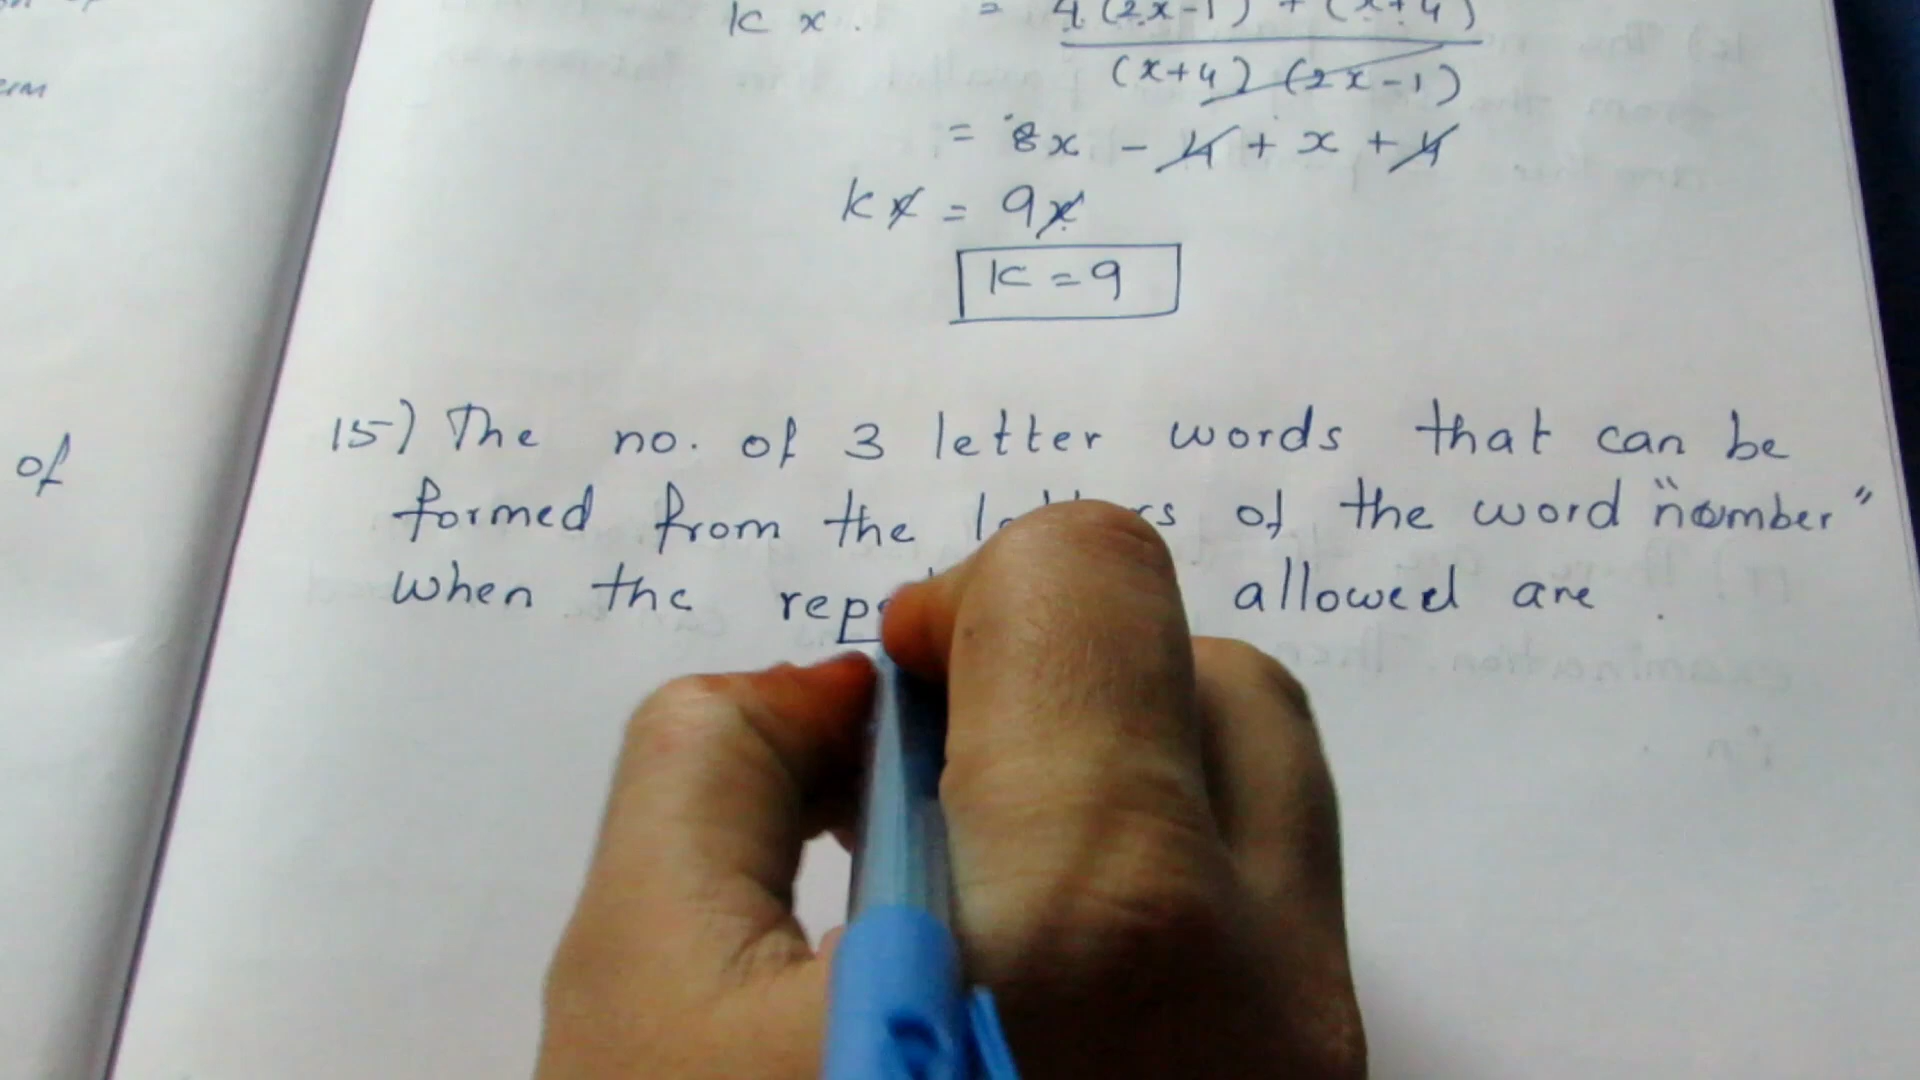 of
k x . = 4(2x-1) + (x+4)
(x+4) (2x-1)
= 8x - 4 + x + 4
kx = 9x
k = 9
15) The no. of 3 letter words that can be
formed from the of the word "number"
when the allowed are .